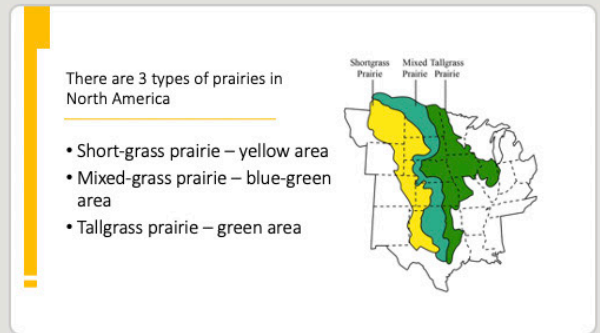 There are 3 types of prairies in
North America
• Short-grass prairie – yellow area
• Mixed-grass prairie – blue-green
area
• Tallgrass prairie – green area
Shortgrass Mixed Tallgrass
Prairie Prairie Prairie